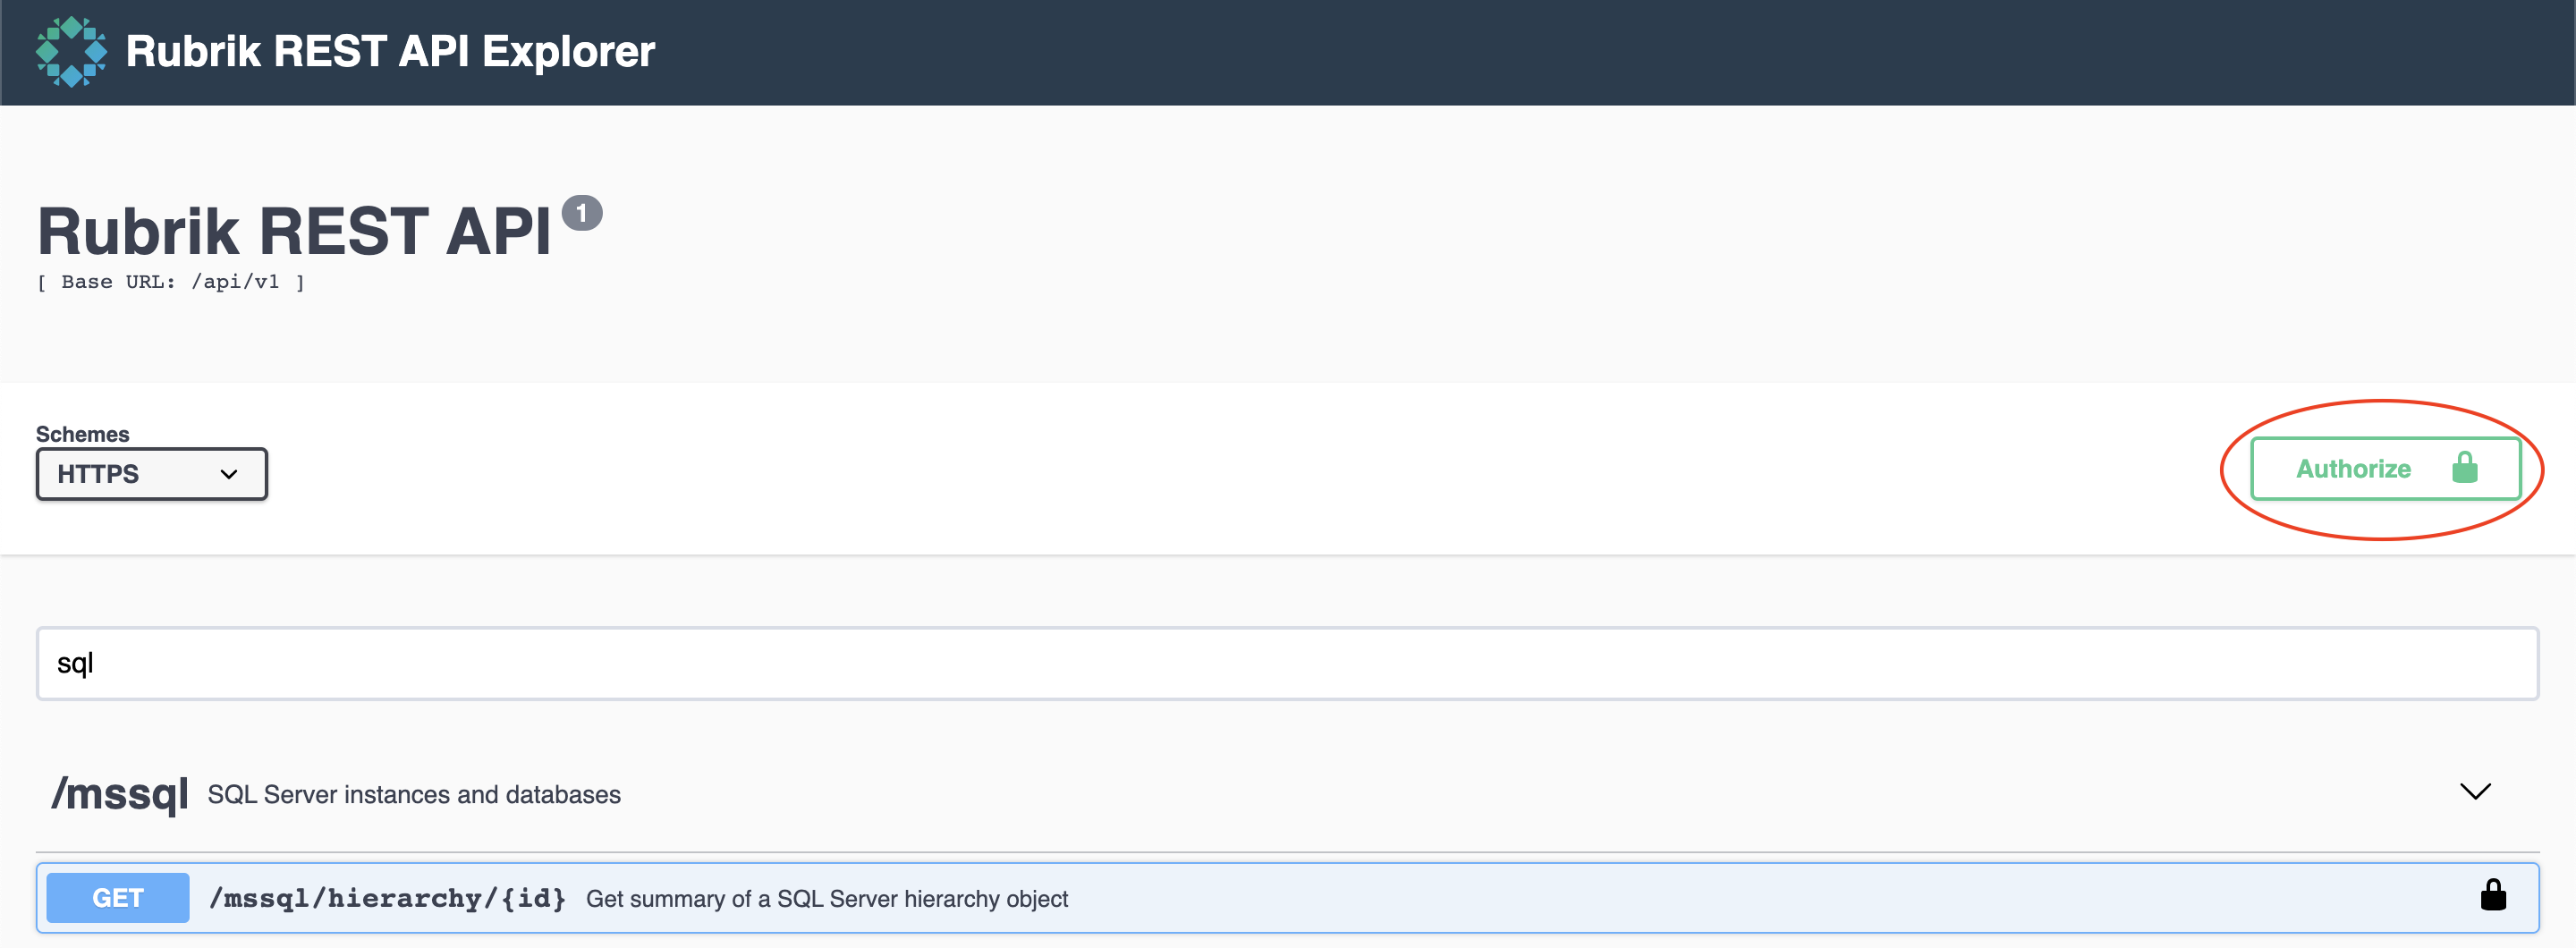 Rubrik REST API Explorer
Rubrik REST API 1
[ Base URL: /api/v1 ]
Schemes
HTTPS
Authorize
sql
/mssql SQL Server instances and databases
GET /mssql/hierarchy/{id} Get summary of a SQL Server hierarchy object